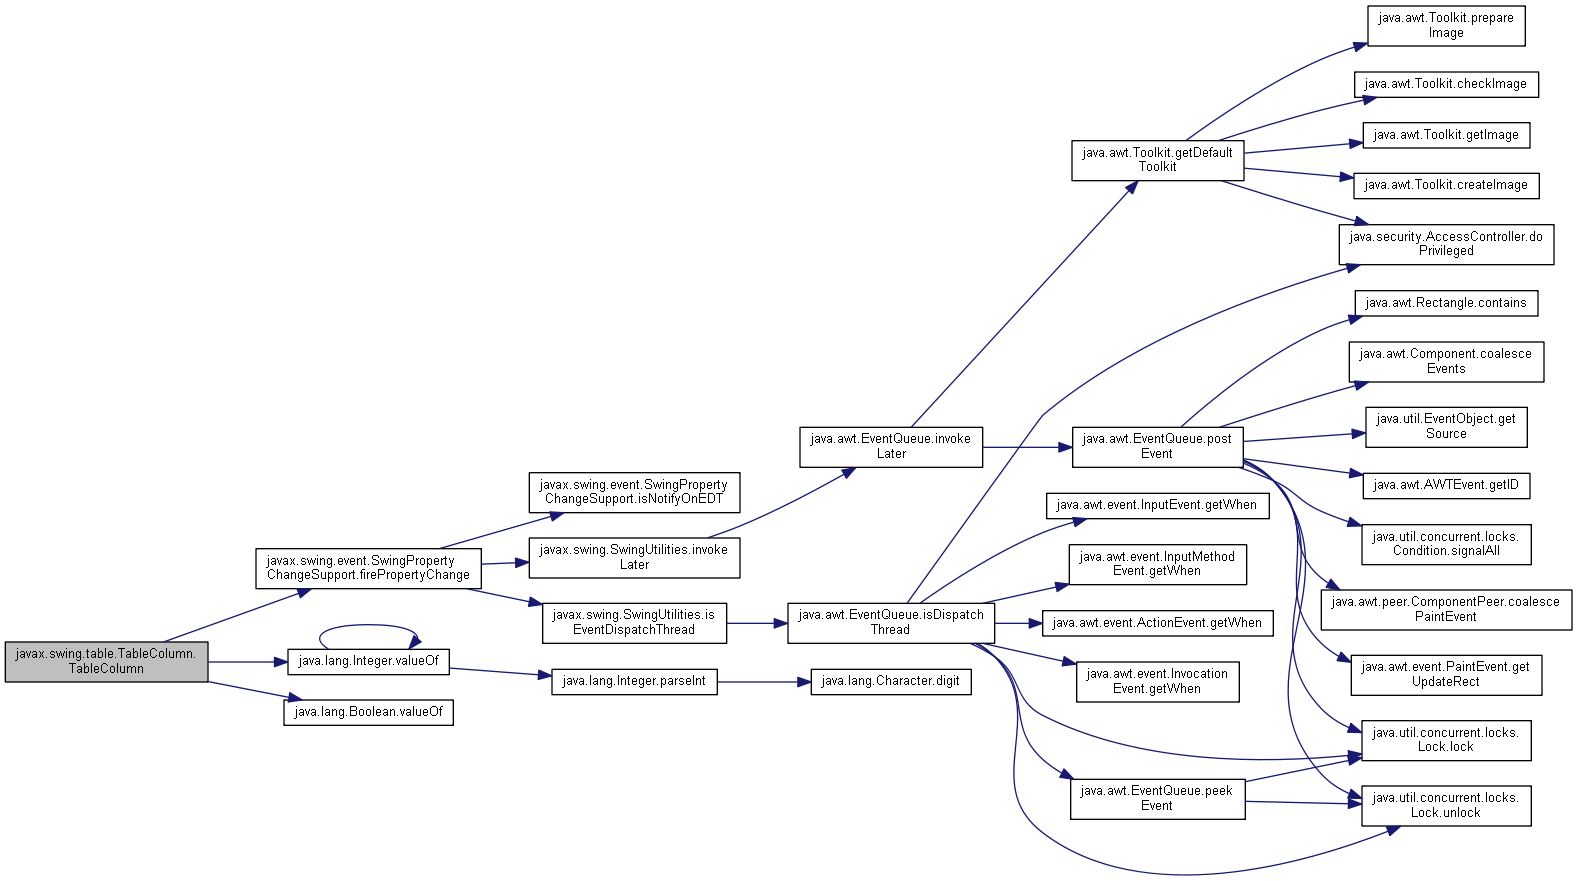 javax.swing.table.TableColumn.
TableColumn
javax.swing.event.SwingProperty
ChangeSupport.firePropertyChange
java.lang.Integer.valueOf
java.lang.Boolean.valueOf
javax.swing.event.SwingProperty
ChangeSupport.isNotifyOnEDT
javax.swing.SwingUtilities.invoke
Later
javax.swing.SwingUtilities.is
EventDispatchThread
java.lang.Integer.parseInt
java.awt.EventQueue.invoke
Later
java.awt.EventQueue.isDispatch
Thread
java.lang.Character.digit
java.awt.Toolkit.getDefault
Toolkit
java.awt.EventQueue.post
Event
java.awt.event.InputEvent.getWhen
java.awt.event.InputMethod
Event.getWhen
java.awt.event.ActionEvent.getWhen
java.awt.event.Invocation
Event.getWhen
java.awt.EventQueue.peek
Event
java.awt.Toolkit.prepare
Image
java.awt.Toolkit.checkImage
java.awt.Toolkit.getImage
java.awt.Toolkit.createImage
java.security.AccessController.do
Privileged
java.awt.Rectangle.contains
java.awt.Component.coalesce
Events
java.util.EventObject.get
Source
java.awt.AWTEvent.getID
java.util.concurrent.locks.
Condition.signalAll
java.awt.peer.ComponentPeer.coalesce
PaintEvent
java.awt.event.PaintEvent.get
UpdateRect
java.util.concurrent.locks.
Lock.lock
java.util.concurrent.locks.
Lock.unlock